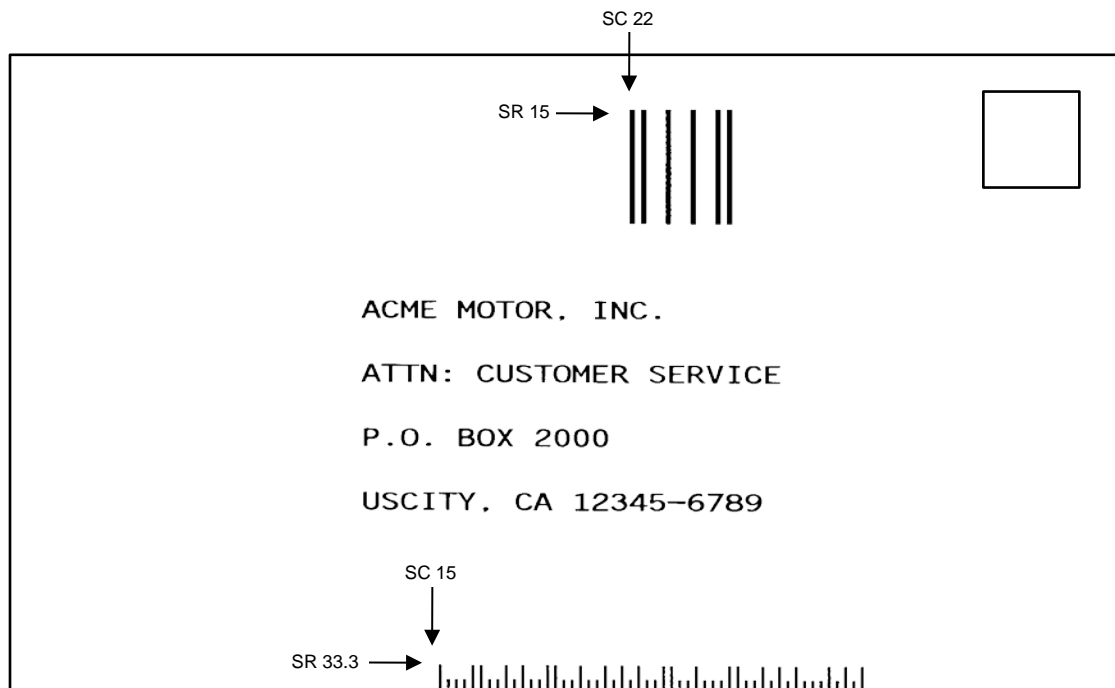 SC 22
SR 15
ACME MOTOR, INC.
ATTN: CUSTOMER SERVICE
P.O. BOX 2000
USCITY, CA 12345-6789
SC 15
SR 33.3